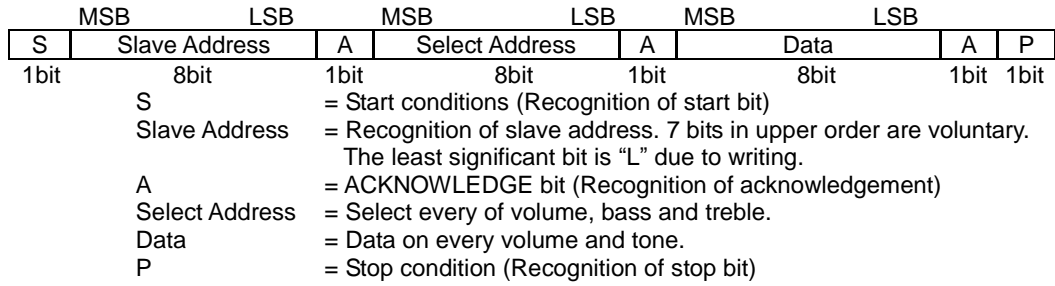 MSB LSB MSB LSB MSB LSB
S Slave Address A Select Address A Data A P
1bit 8bit 1bit 8bit 1bit 8bit 1bit 1bit
S = Start conditions (Recognition of start bit)
Slave Address = Recognition of slave address. 7 bits in upper order are voluntary.
The least significant bit is “L” due to writing.
A = ACKNOWLEDGE bit (Recognition of acknowledgement)
Select Address = Select every of volume, bass and treble.
Data = Data on every volume and tone.
P = Stop condition (Recognition of stop bit)